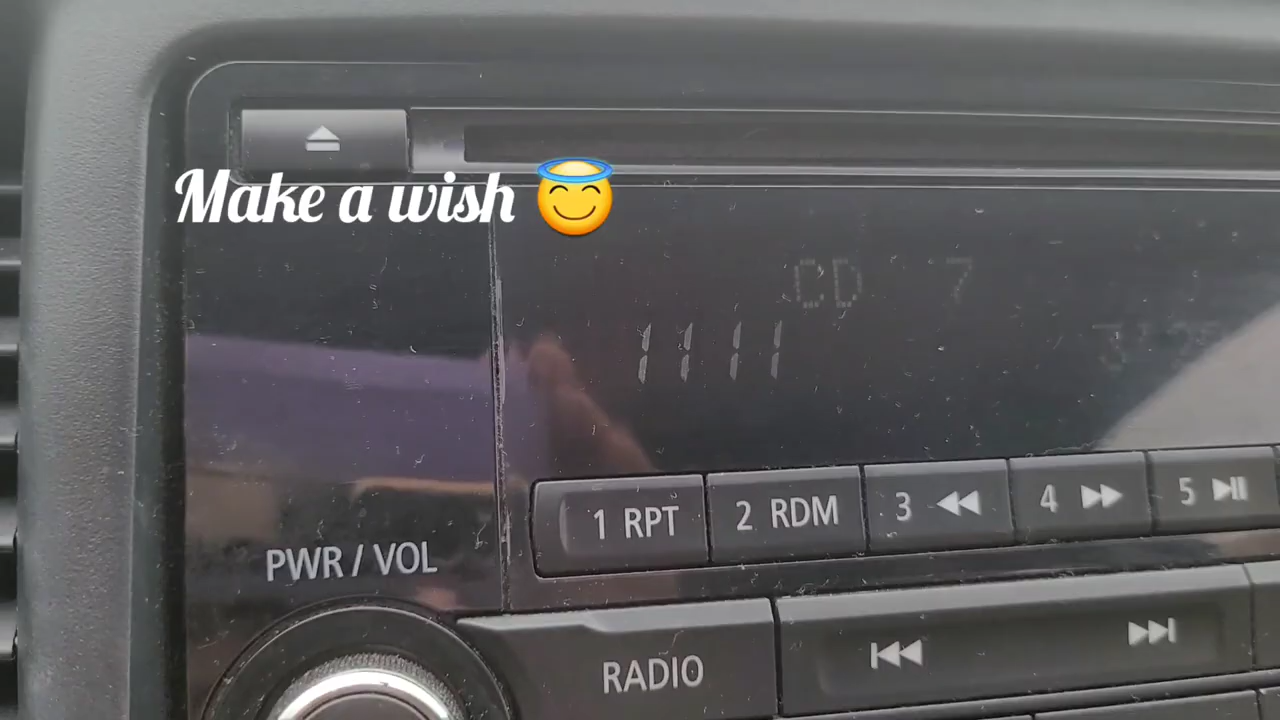 Make a wish 😇
CD 7
1111
PWR / VOL
1 RPT
2 RDM
3
4
5
RADIO